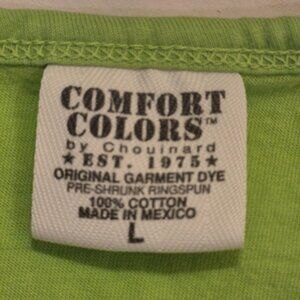 COMFORT
COLORS™
by Chouinard
★ EST. 1975 ★
ORIGINAL GARMENT DYE
PRE-SHRUNK RINGSPUN
100% COTTON
MADE IN MEXICO
L